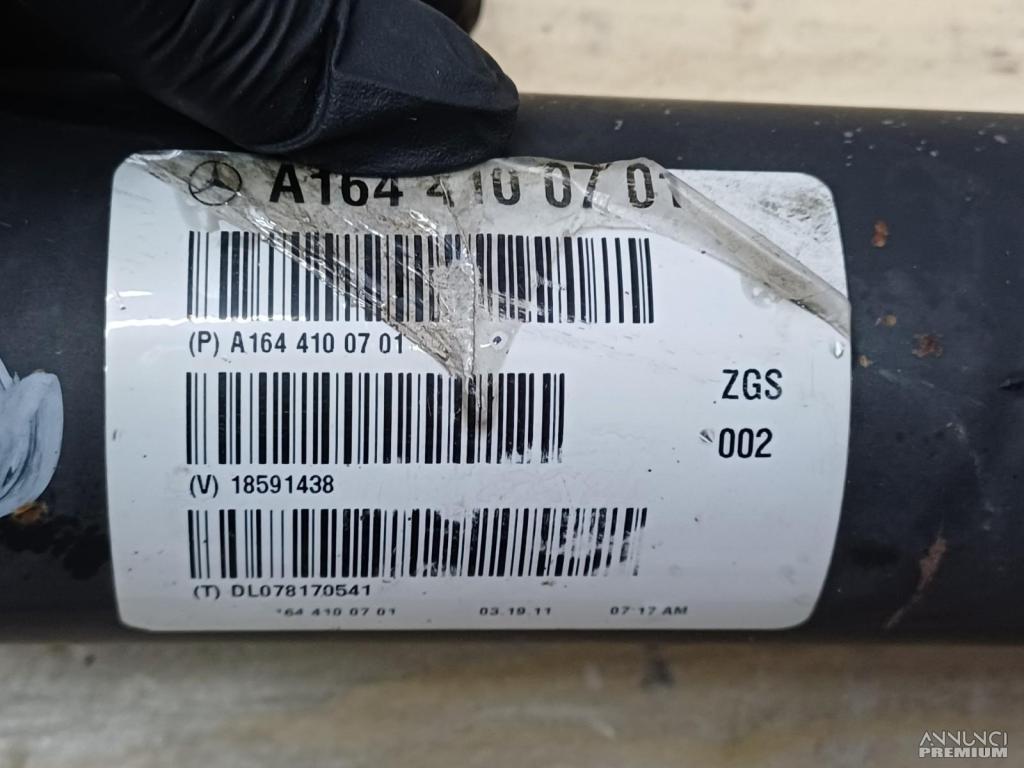 A164 410 07 01
(P) A164 410 07 01
ZGS
002
(V) 18591438
(T) DL078170541
164 410 07 01 03.19.11 07:17 AM
ANNUNCI
PREMIUM